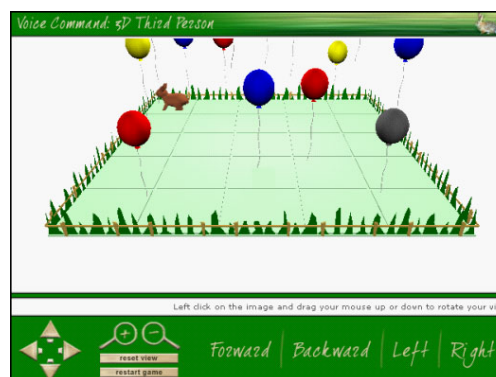 Voice Command: 3D Third Person
Left click on the image and drag your mouse up or down to rotate your vi
reset view
restart game
Forward Backward Left Right